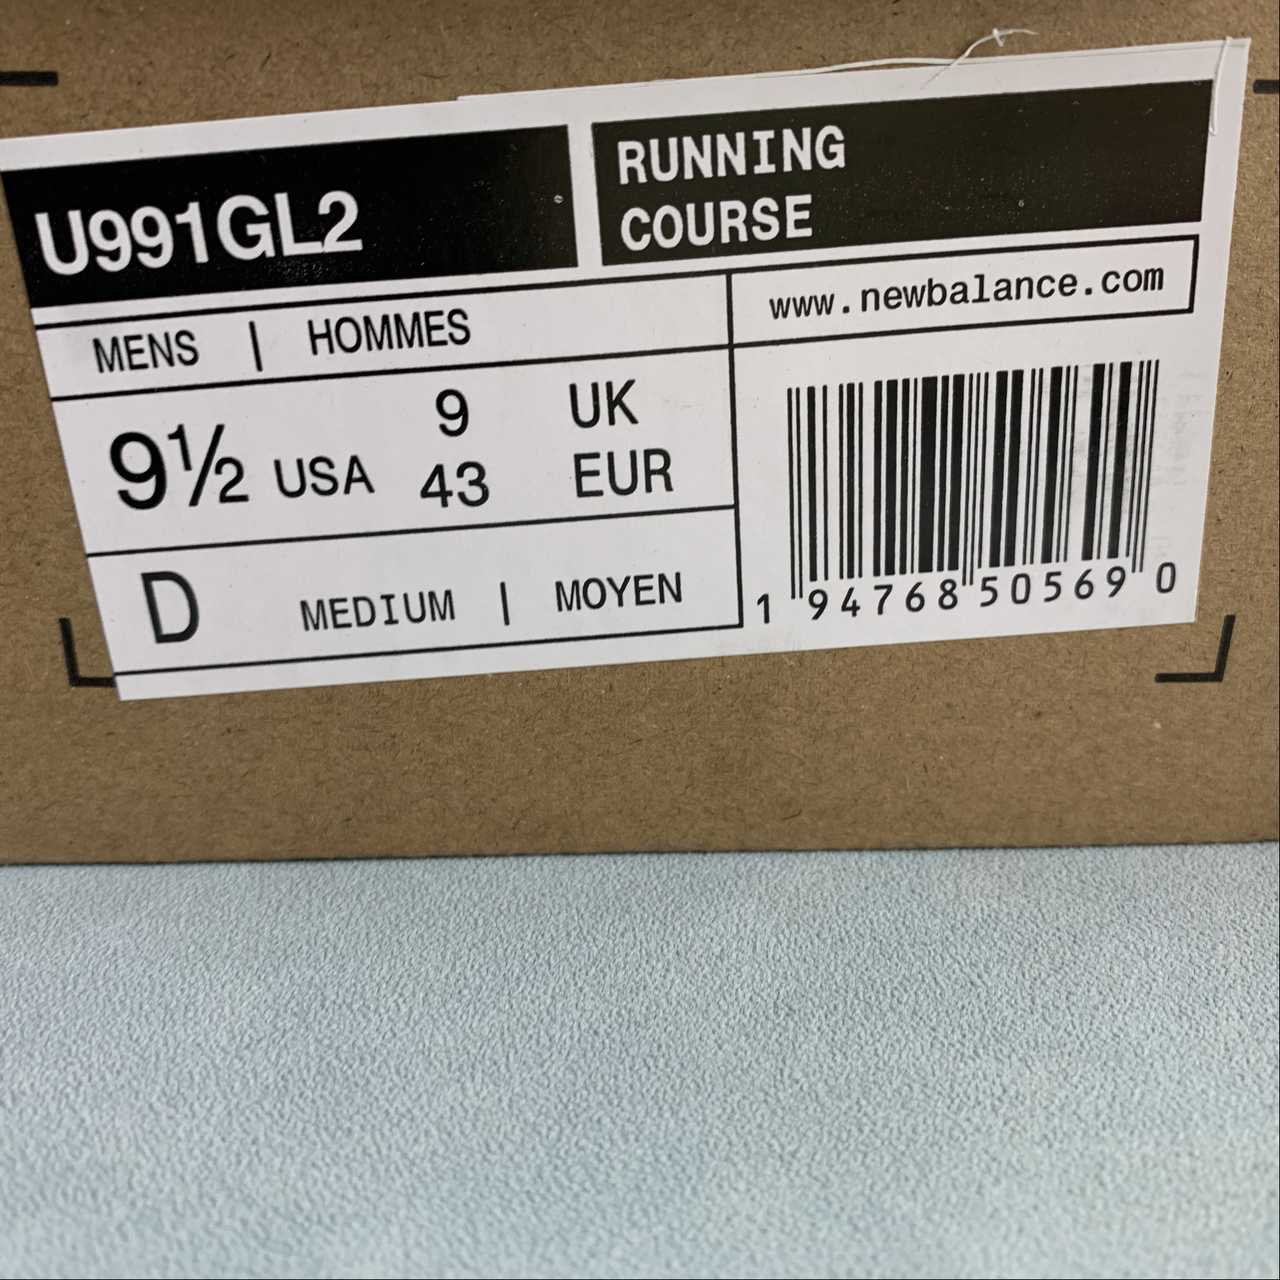 U991GL2
RUNNING
COURSE
MENS | HOMMES
www.newbalance.com
9½ USA
9 UK
43 EUR
D MEDIUM | MOYEN
1 94768 50569 0